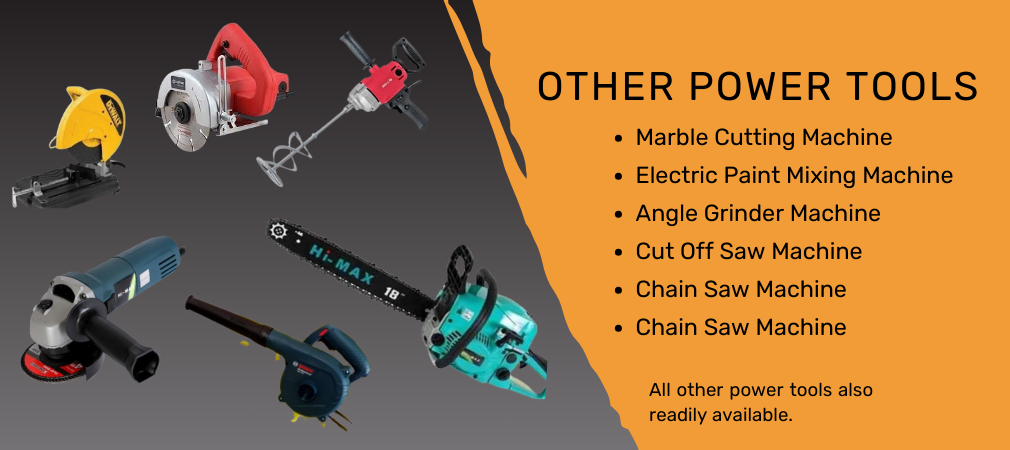 OTHER POWER TOOLS
• Marble Cutting Machine
• Electric Paint Mixing Machine
• Angle Grinder Machine
• Cut Off Saw Machine
• Chain Saw Machine
• Chain Saw Machine
All other power tools also
readily available.
DEWALT
Hi-MAX
18"